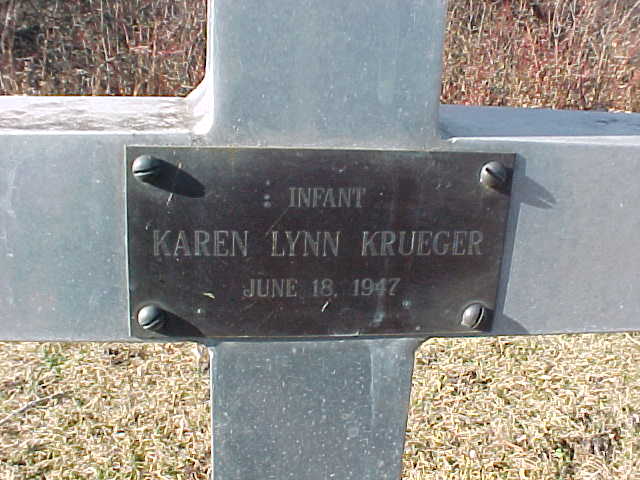 INFANT
KAREN LYNN KRUEGER
JUNE 18, 1947